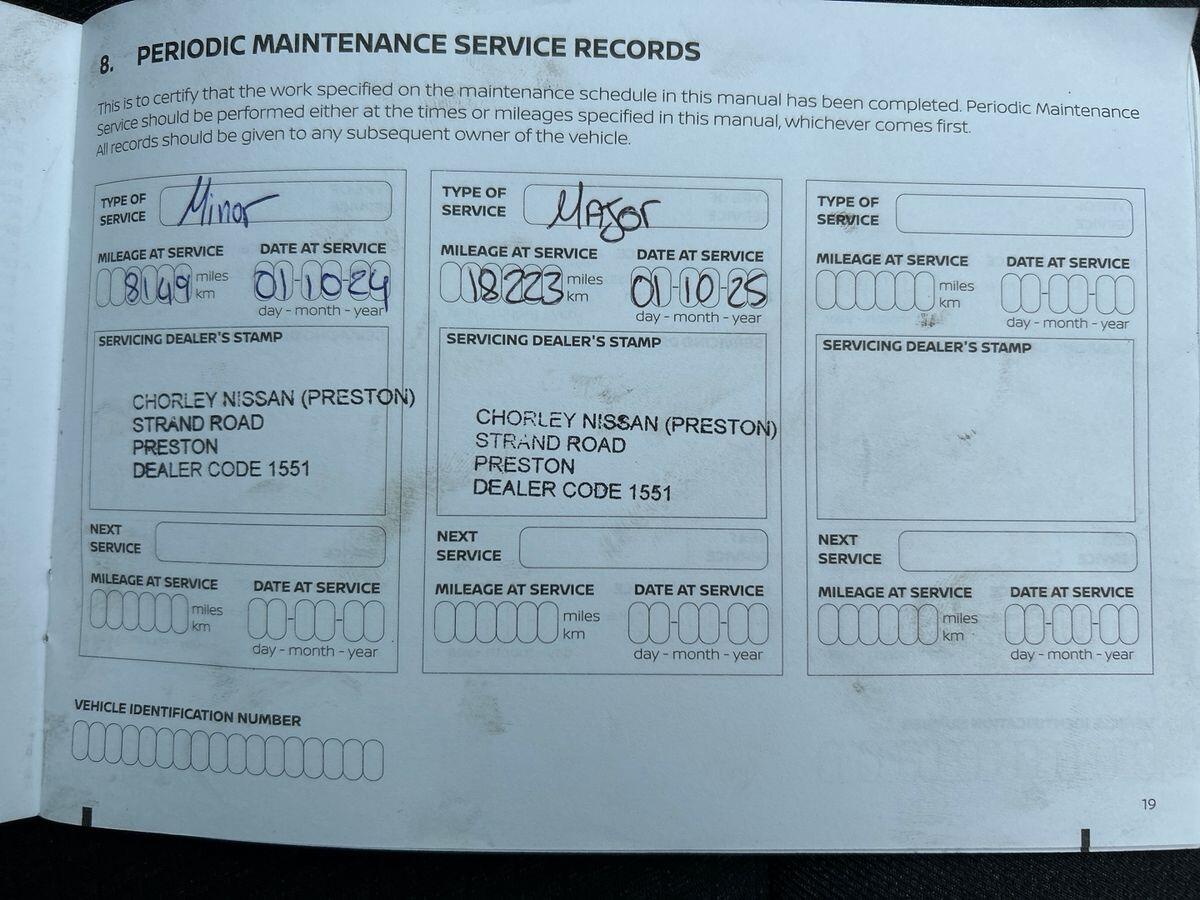 8. PERIODIC MAINTENANCE SERVICE RECORDS
This is to certify that the work specified on the maintenance schedule in this manual has been completed. Periodic Maintenance
Service should be performed either at the times or mileages specified in this manual, whichever comes first.
All records should be given to any subsequent owner of the vehicle.
TYPE OF
SERVICE
Minor
MILEAGE AT SERVICE
DATE AT SERVICE
8149
miles
km
01-10-24
day - month - year
SERVICING DEALER'S STAMP
CHORLEY NISSAN (PRESTON)
STRAND ROAD
PRESTON
DEALER CODE 1551
NEXT
SERVICE
MILEAGE AT SERVICE
DATE AT SERVICE
miles
km
day - month - year
TYPE OF
SERVICE
Major
MILEAGE AT SERVICE
DATE AT SERVICE
18223
miles
km
01-10-25
day - month - year
SERVICING DEALER'S STAMP
CHORLEY NISSAN (PRESTON)
STRAND ROAD
PRESTON
DEALER CODE 1551
NEXT
SERVICE
MILEAGE AT SERVICE
DATE AT SERVICE
miles
km
day - month - year
TYPE OF
SERVICE
MILEAGE AT SERVICE
DATE AT SERVICE
miles
km
day - month - year
SERVICING DEALER'S STAMP
NEXT
SERVICE
MILEAGE AT SERVICE
DATE AT SERVICE
miles
km
day - month - year
VEHICLE IDENTIFICATION NUMBER
19